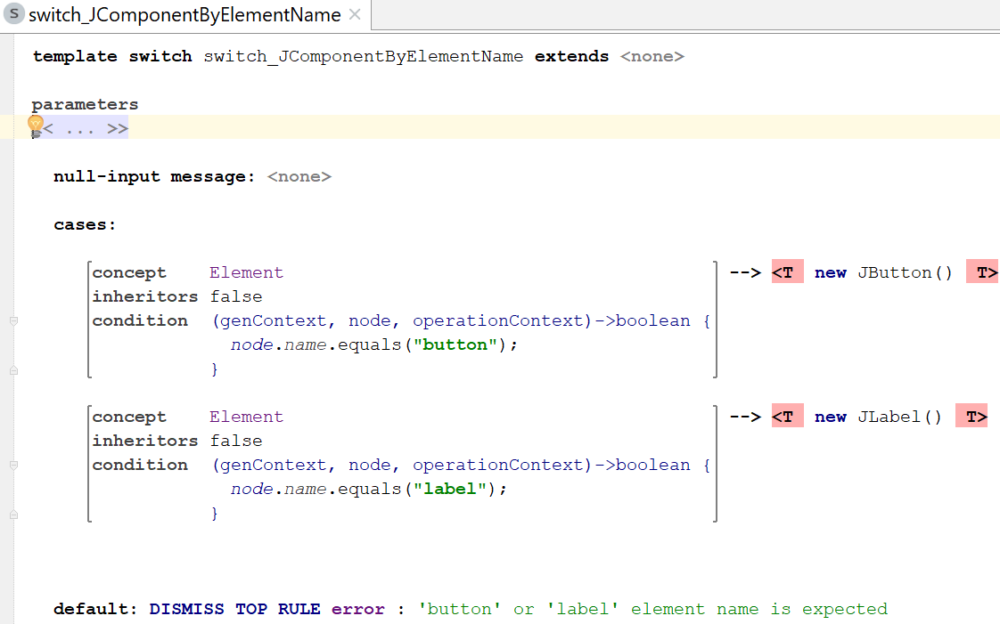 S switch_JComponentByElementName ×
template switch switch_JComponentByElementName extends <none>
parameters
< ... >>
null-input message: <none>
cases:
concept Element --> <T new JButton() T>
inheritors false
condition (genContext, node, operationContext)->boolean {
node.name.equals("button");
}
concept Element --> <T new JLabel() T>
inheritors false
condition (genContext, node, operationContext)->boolean {
node.name.equals("label");
}
default: DISMISS TOP RULE error : 'button' or 'label' element name is expected